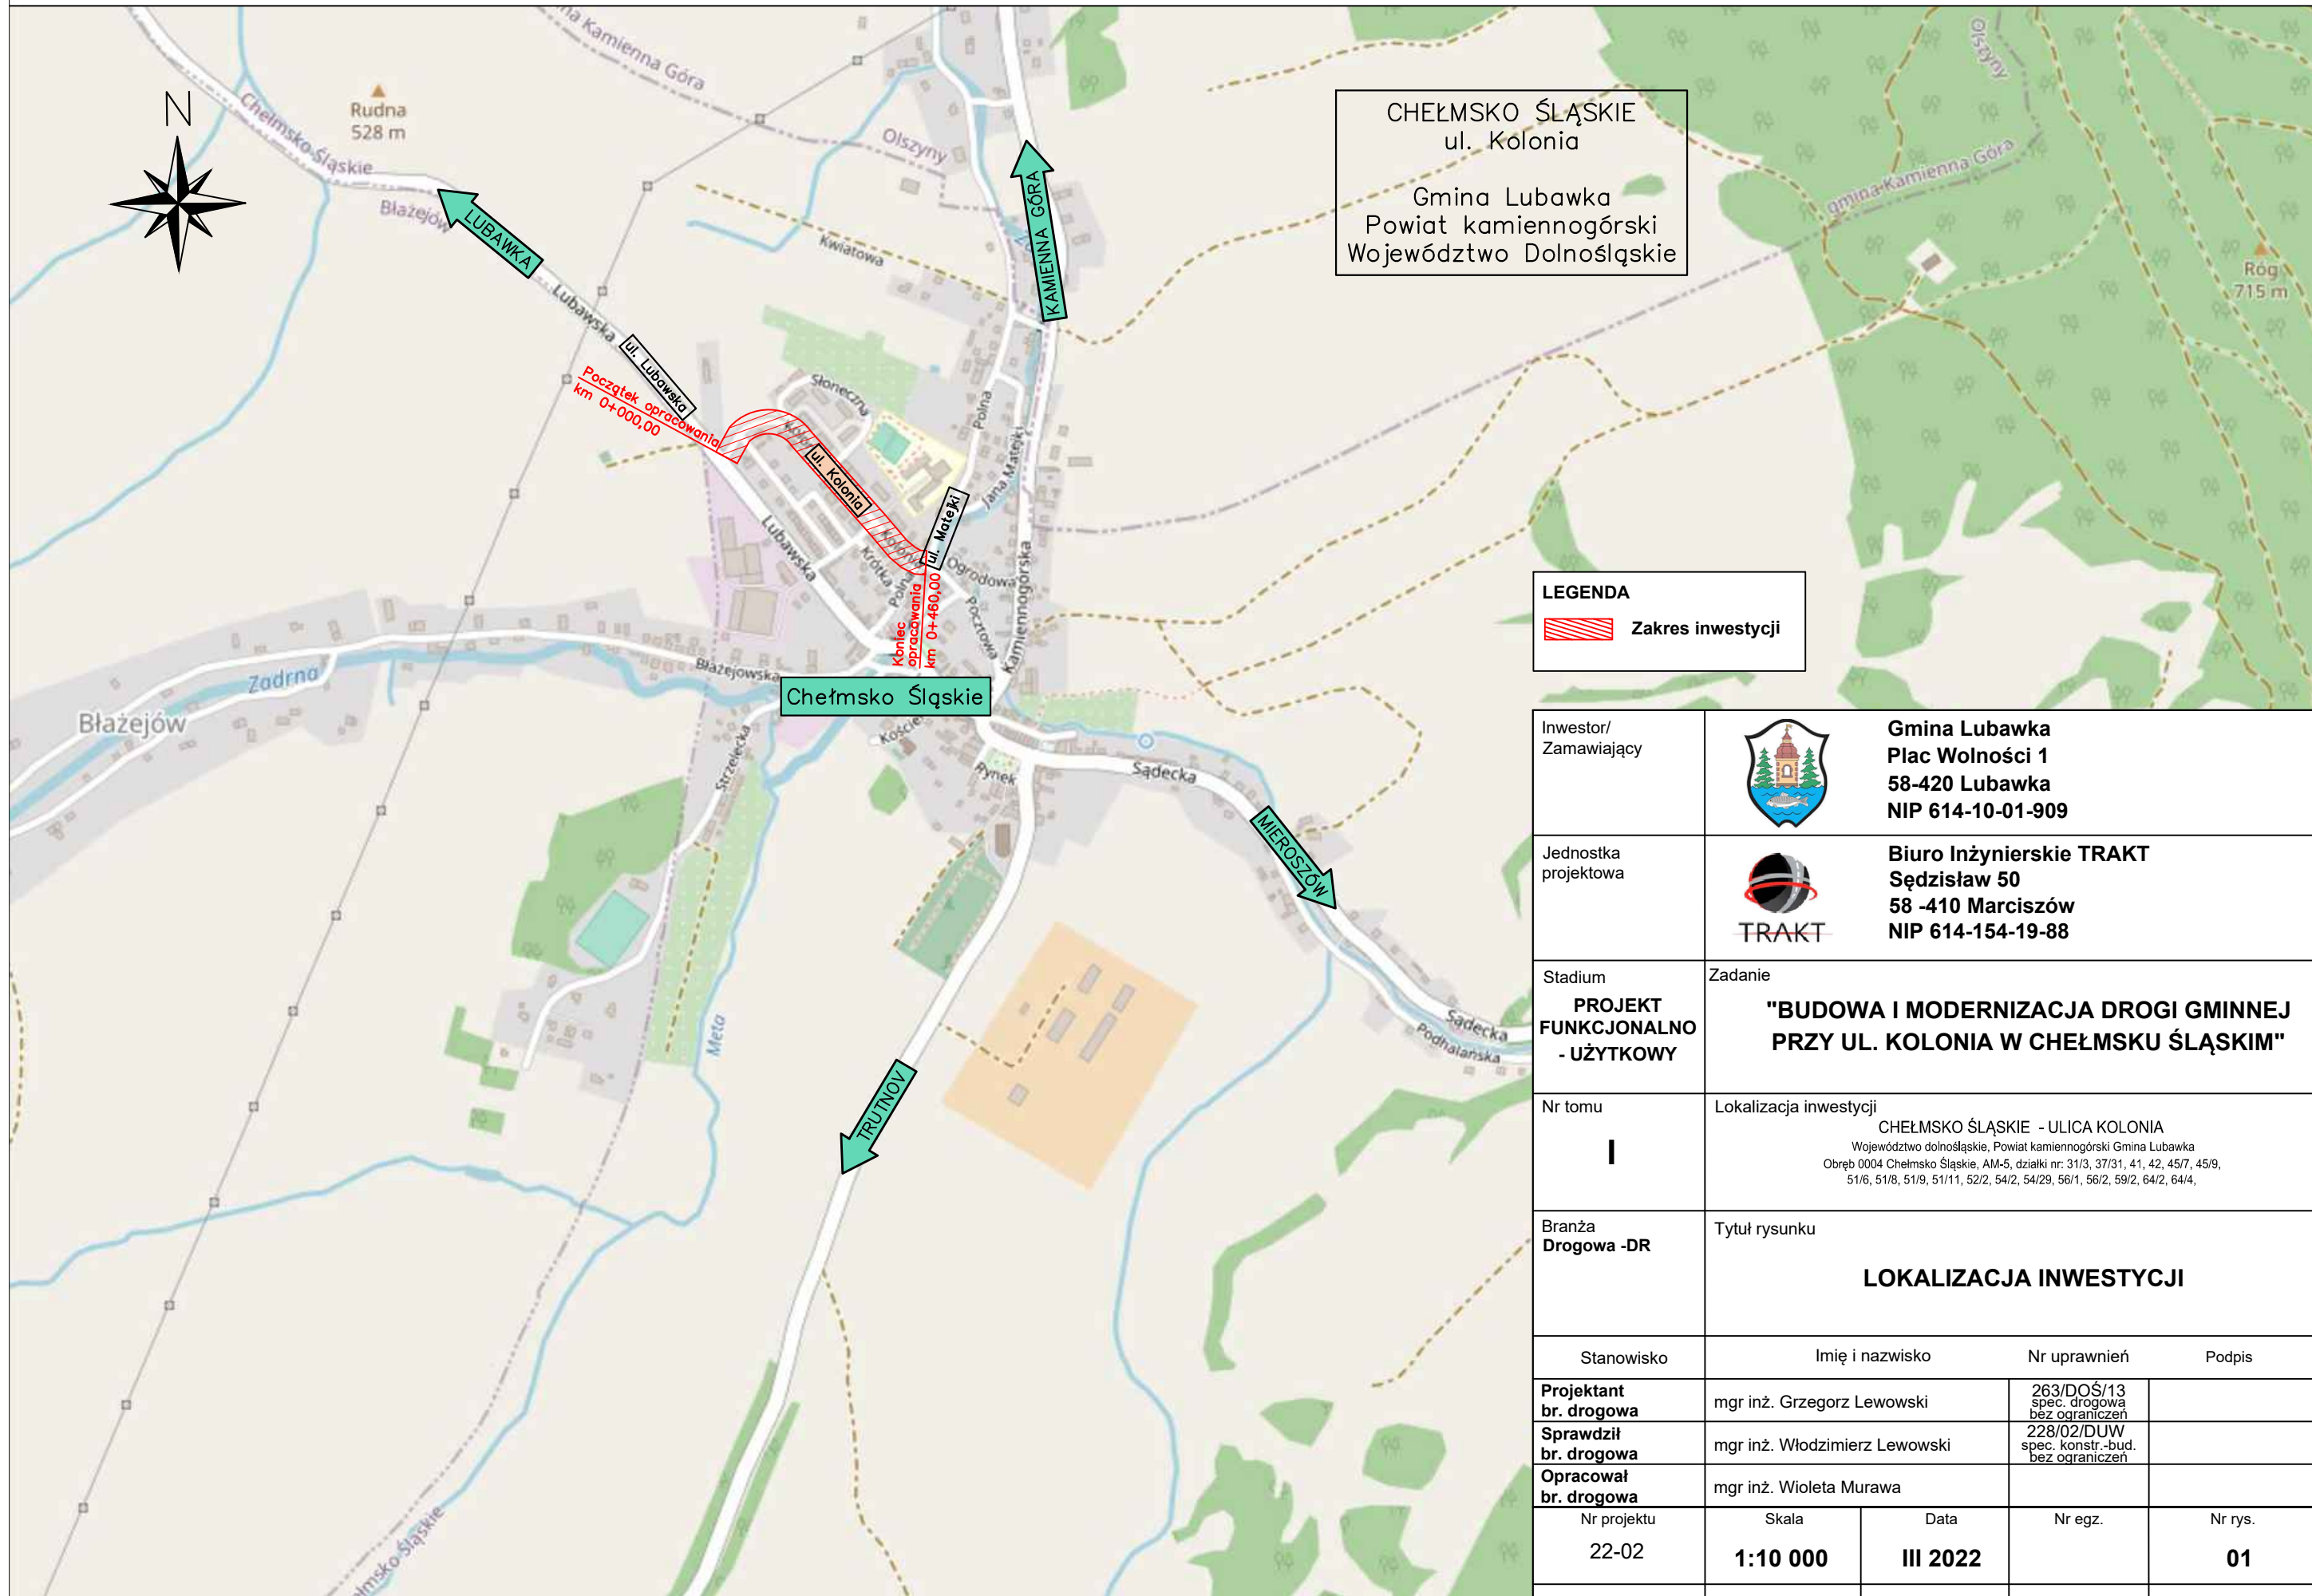 na Kamienna Góra
Olszyny
N
Rudna
528 m
Chełmsko Śląskie
Błażejów
Olszyny
LUBAWKA
KAMIENNA GÓRA
CHEŁMSKO ŚLĄSKIE
ul. Kolonia
Gmina Lubawka
Powiat kamiennogórski
Województwo Dolnośląskie
gmina Kamienna Góra
Róg
715 m
Kwiatowa
Lubawska
ul. Lubawska
Początek opracowania
km 0+000,00
Słoneczna
Polna
Jana Matejki
ul. Kolonia
ul. Matejki
Lubawska
Kolonia
Krótka
Polna
Ogrodowa
Pocztowa
Kamiennogórska
Koniec
opracowania
km 0+460,00
LEGENDA
Zakres inwestycji
Zadrna
Błażejów
Błażejowska
Chełmsko Śląskie
Koście
Strzelecka
Rynek
Sądecka
MIEROSZÓW
Meta
TRUTNOV
Sądecka
Podhalańska
łmsko Śląskie
Inwestor/
Zamawiający
Gmina Lubawka
Plac Wolności 1
58-420 Lubawka
NIP 614-10-01-909
Jednostka
projektowa
TRAKT
Biuro Inżynierskie TRAKT
Sędzisław 50
58 -410 Marciszów
NIP 614-154-19-88
Stadium
PROJEKT
FUNKCJONALNO
- UŻYTKOWY
Zadanie
"BUDOWA I MODERNIZACJA DROGI GMINNEJ
PRZY UL. KOLONIA W CHEŁMSKU ŚLĄSKIM"
Nr tomu
I
Lokalizacja inwestycji
CHEŁMSKO ŚLĄSKIE - ULICA KOLONIA
Województwo dolnośląskie, Powiat kamiennogórski Gmina Lubawka
Obręb 0004 Chełmsko Śląskie, AM-5, działki nr: 31/3, 37/31, 41, 42, 45/7, 45/9,
51/6, 51/8, 51/9, 51/11, 52/2, 54/2, 54/29, 56/1, 56/2, 59/2, 64/2, 64/4,
Branża
Drogowa -DR
Tytuł rysunku
LOKALIZACJA INWESTYCJI
Stanowisko Imię i nazwisko Nr uprawnień Podpis
Projektant
br. drogowa
mgr inż. Grzegorz Lewowski
263/DOŚ/13
spec. drogowa
bez ograniczeń
Sprawdził
br. drogowa
mgr inż. Włodzimierz Lewowski
228/02/DUW
spec. konstr.-bud.
bez ograniczeń
Opracował
br. drogowa
mgr inż. Wioleta Murawa
Nr projektu Skala Data Nr egz. Nr rys.
22-02 1:10 000 III 2022 01